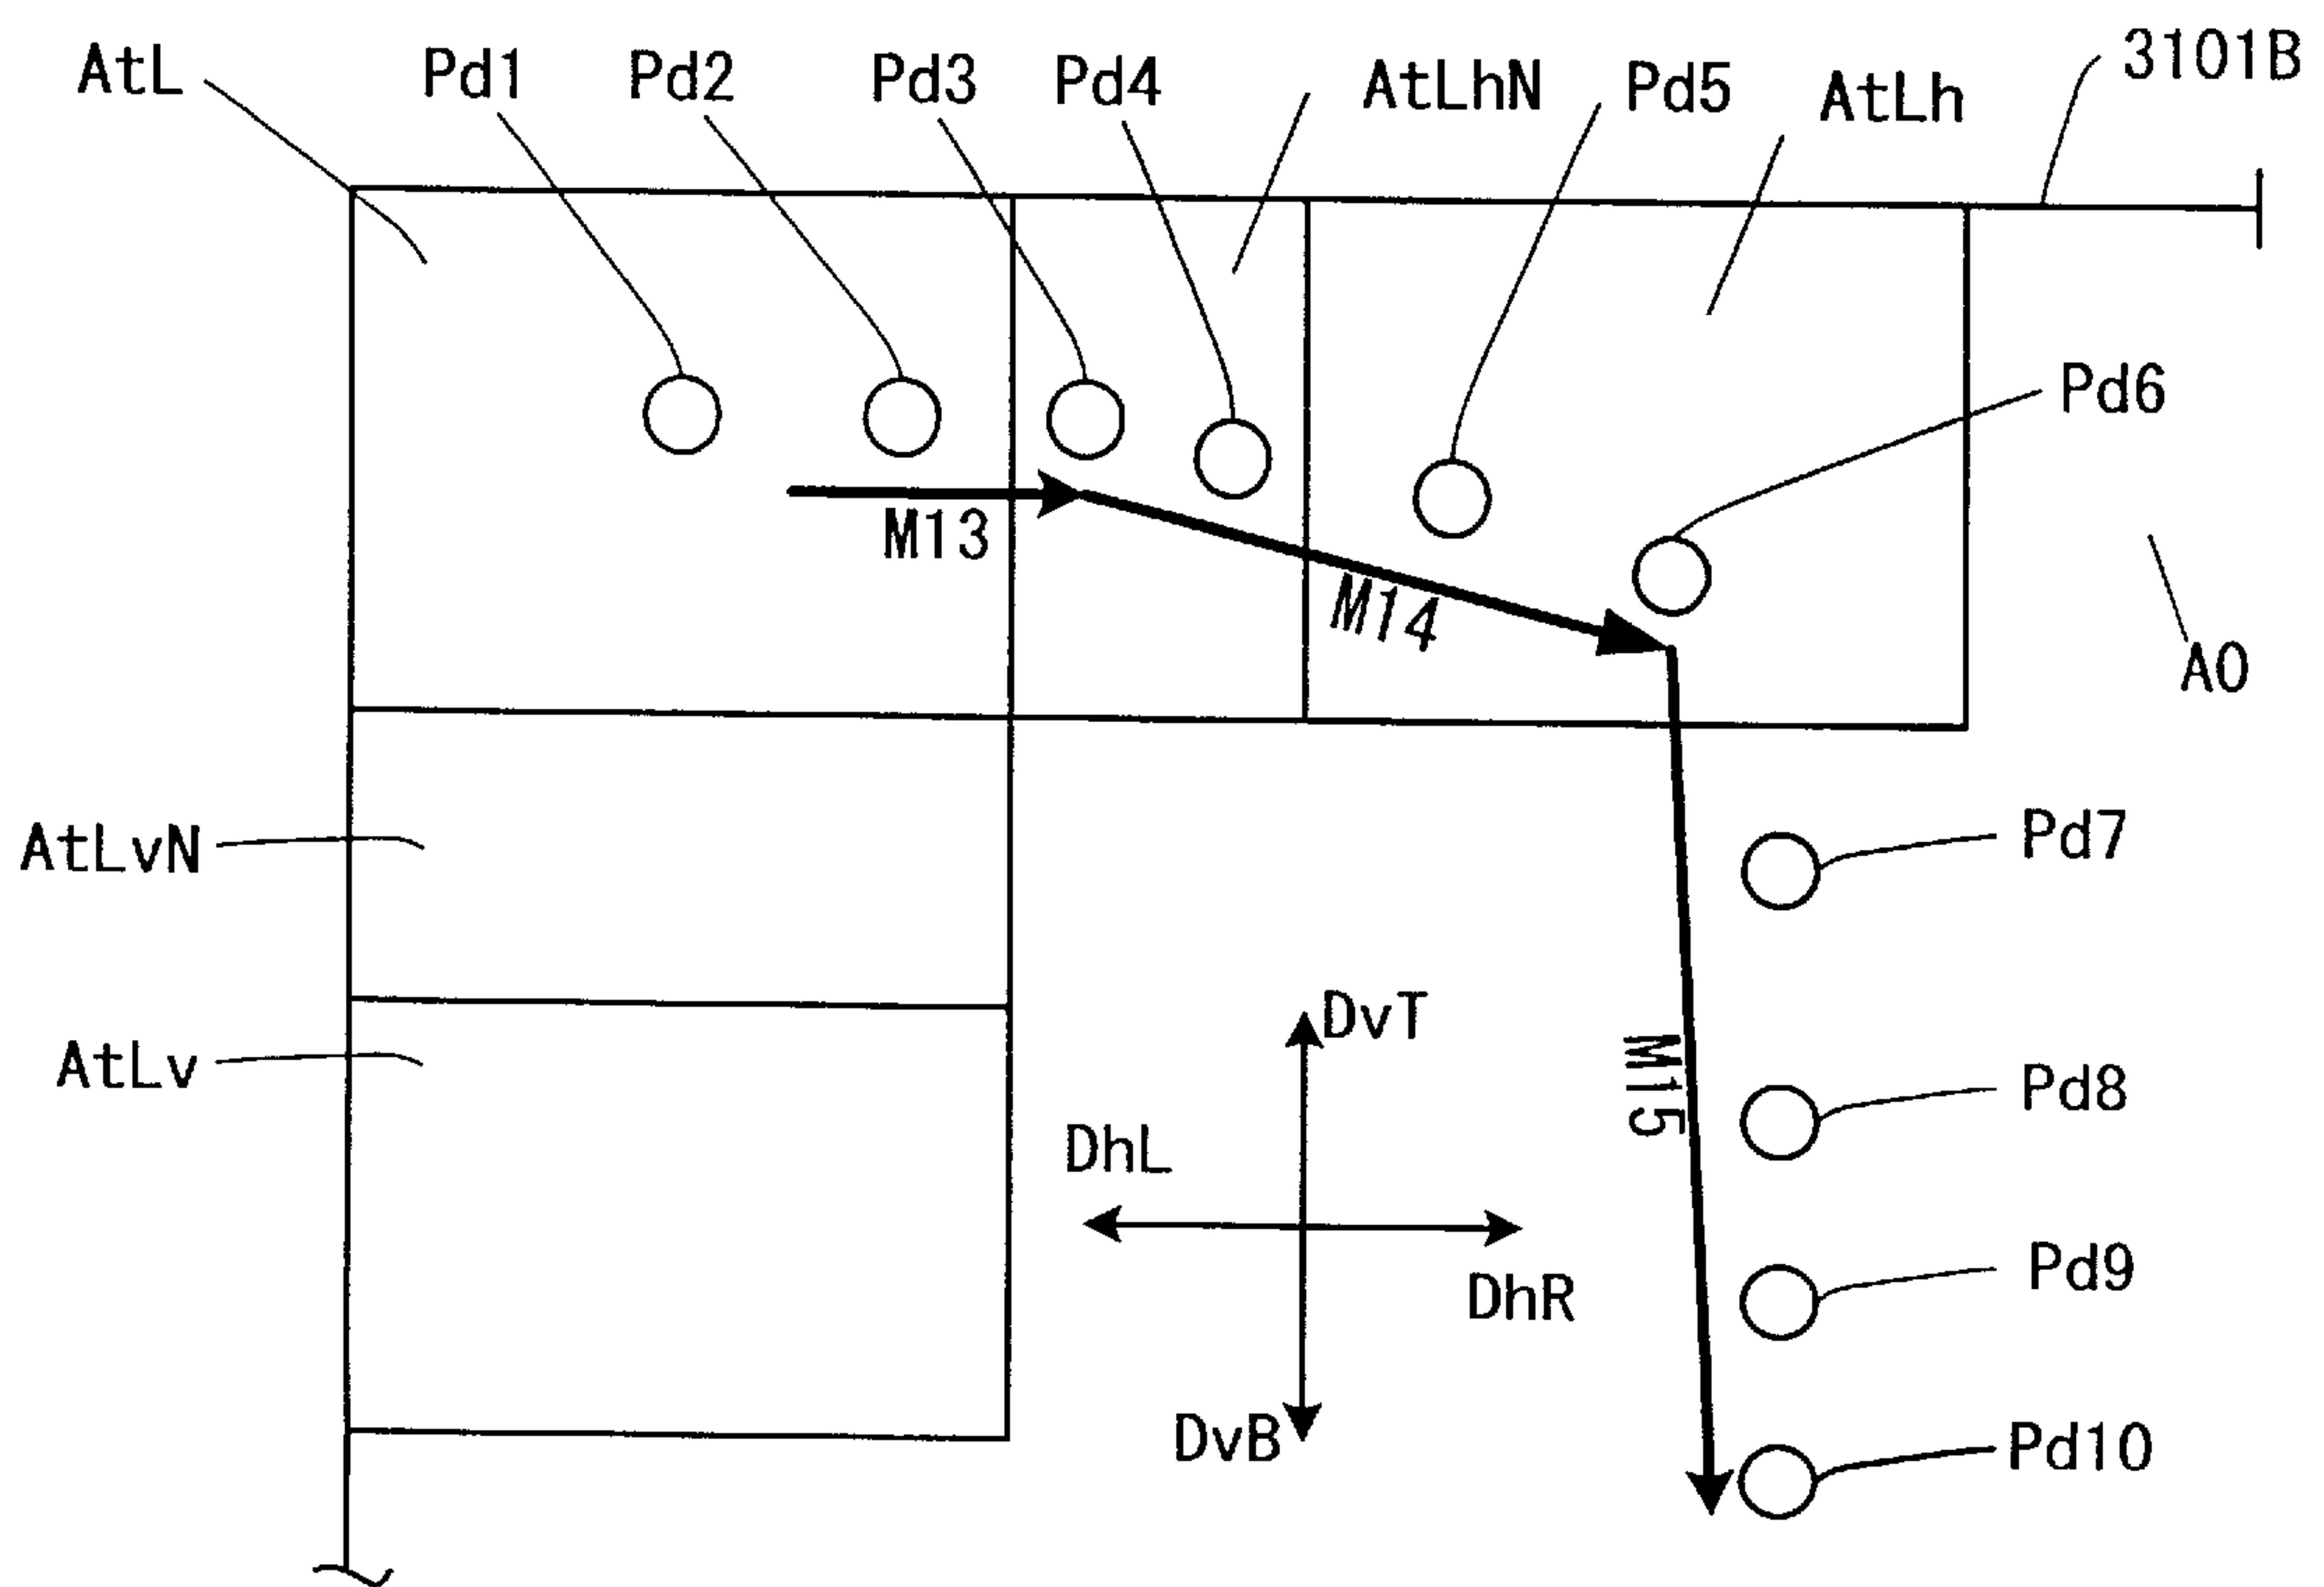 AtL Pd1 Pd2 Pd3 Pd4 AtLhN Pd5 AtLh 3101B
Pd6
M13
M14
A0
AtLvN
Pd7
DvT
AtLv
M15
Pd8
DhL
Pd9
DhR
DvB
Pd10